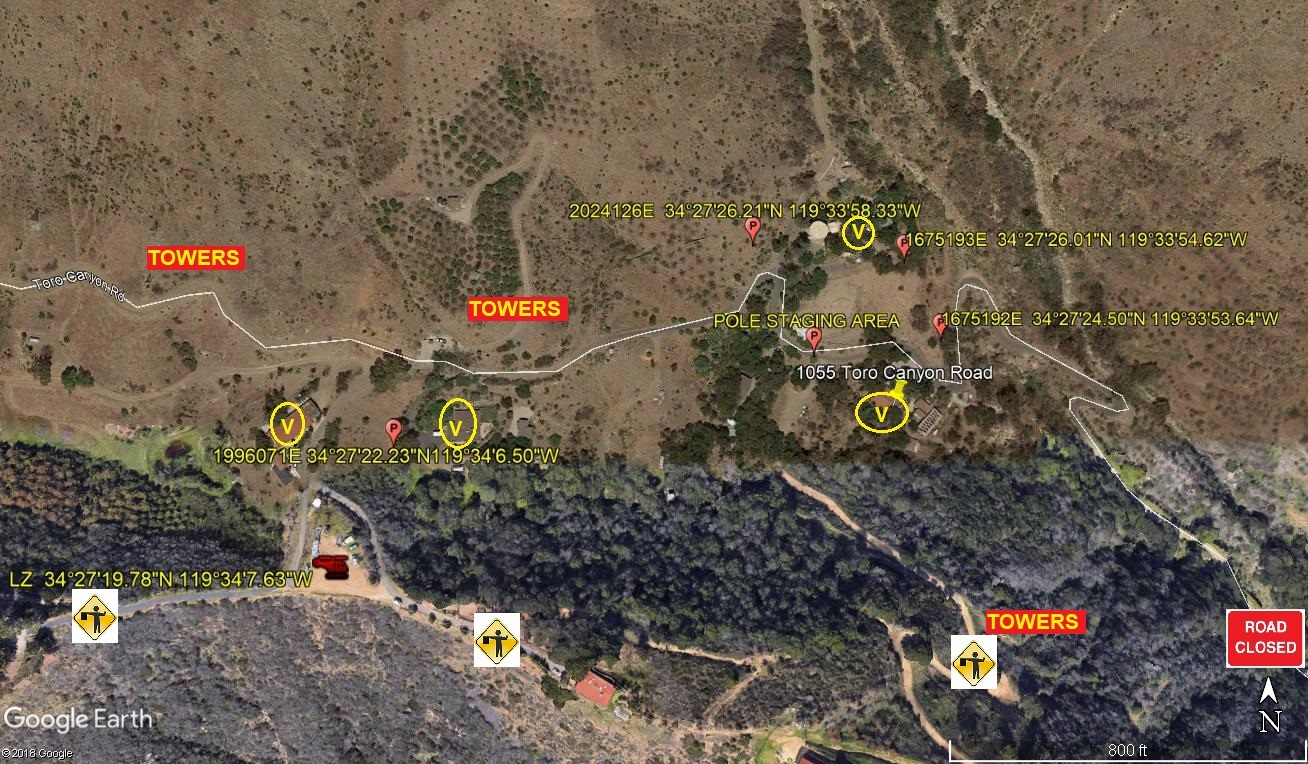 2024126E 34°27'26.21"N 119°33'58.33"W
P
V
P
1675193E 34°27'26.01"N 119°33'54.62"W
TOWERS
Toro Canyon Rd
TOWERS
POLE STAGING AREA
P
P
1675192E 34°27'24.50"N 119°33'53.64"W
1055 Toro Canyon Road
V
V
P
V
1996071E 34°27'22.23"N119°34'6.50"W
LZ 34°27'19.78"N 119°34'7.63"W
TOWERS
ROAD
CLOSED
Google Earth
N
© 2018 Google
800 ft